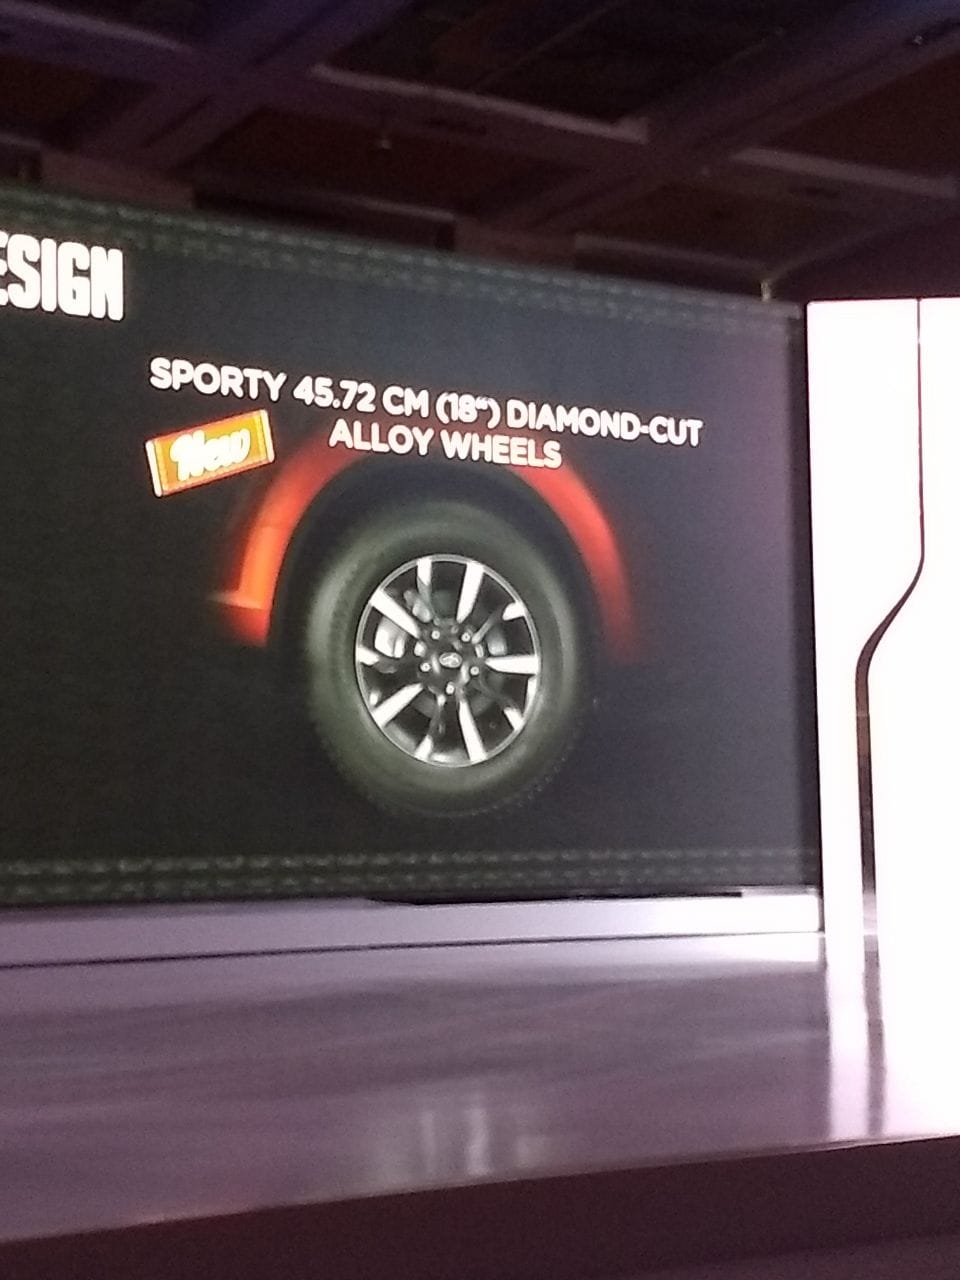 ESIGN
SPORTY 45.72 CM (18“) DIAMOND-CUT
ALLOY WHEELS
New